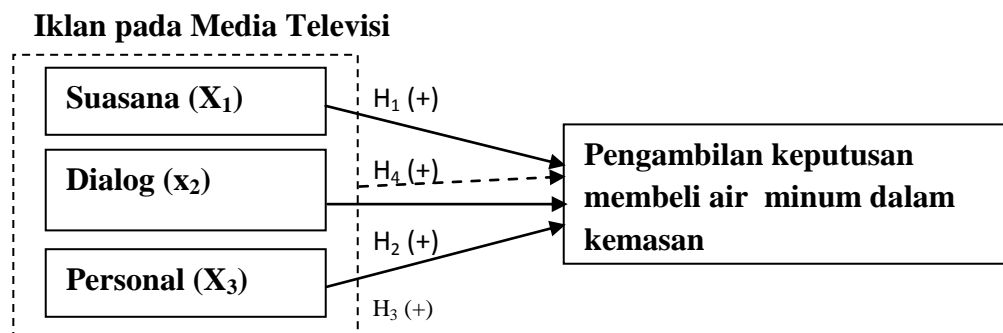 Iklan pada Media Televisi
Suasana (X₁)
H₁ (+)
Dialog (x₂)
H₄ (+)
Pengambilan keputusan
membeli air minum dalam
kemasan
H₂ (+)
Personal (X₃)
H₃ (+)